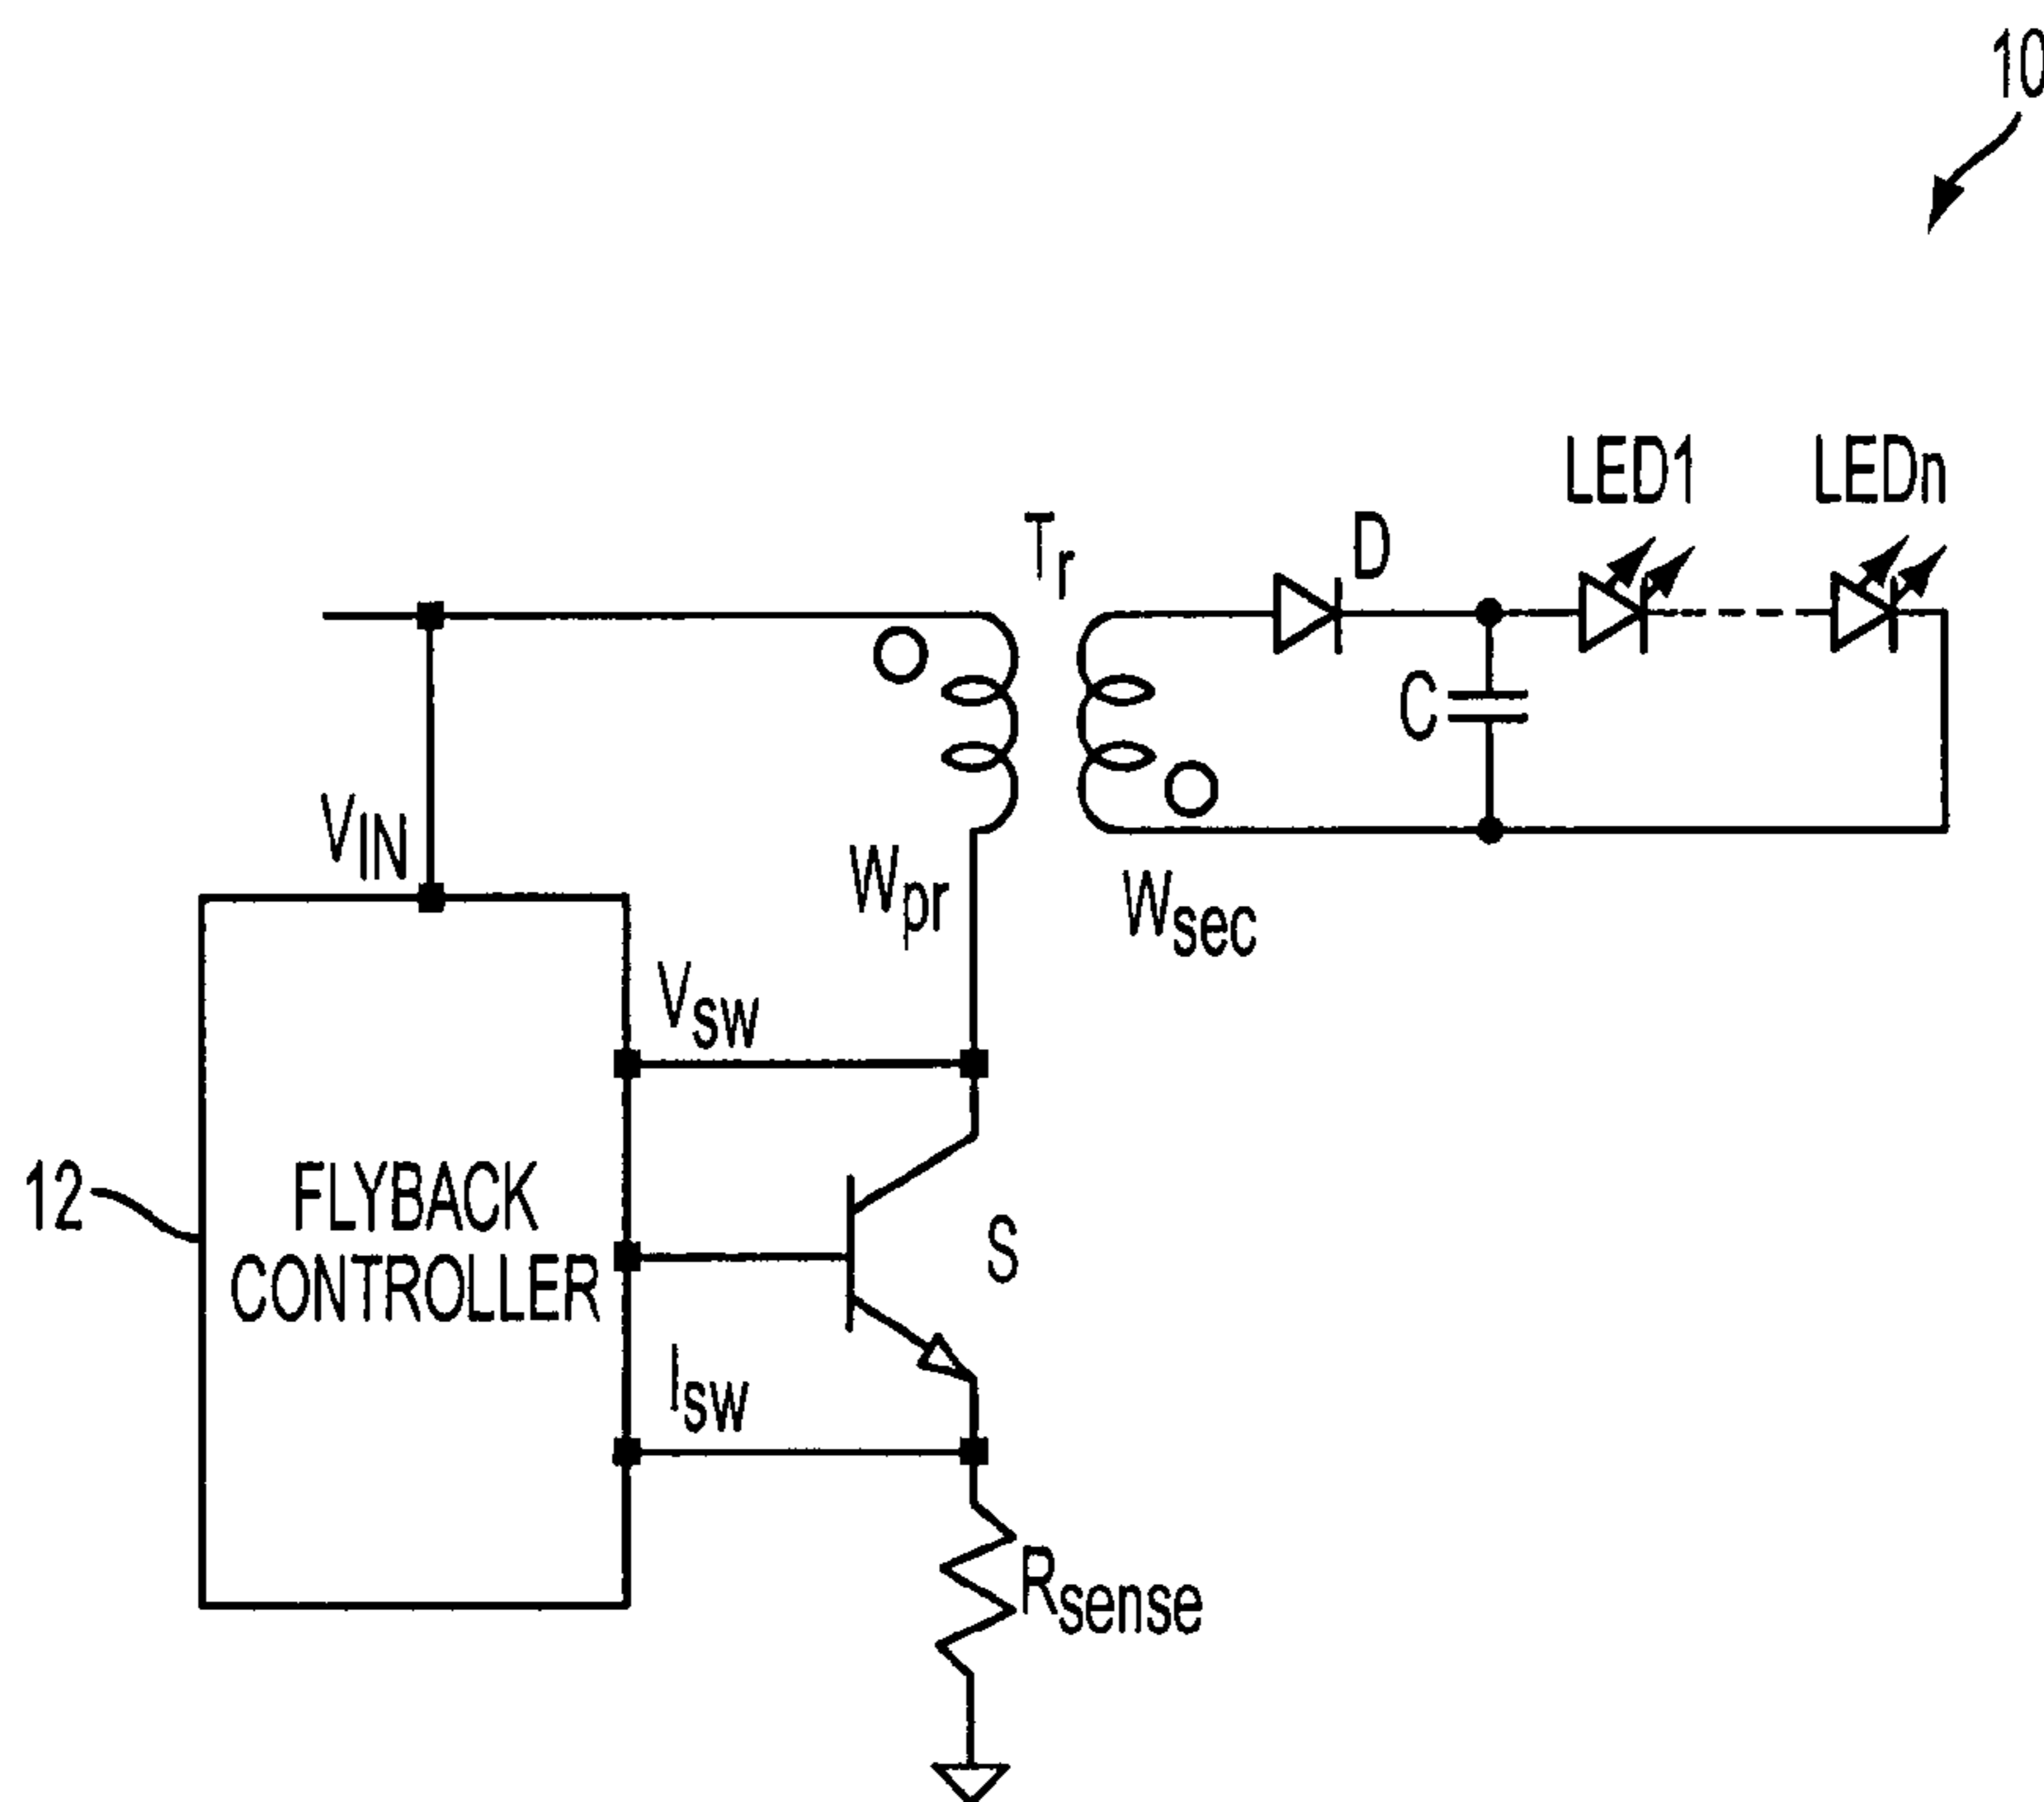 10
LED1
LEDn
Tr
D
C
VIN
Wpr
Wsec
Vsw
12
FLYBACK
CONTROLLER
S
Isw
Rsense